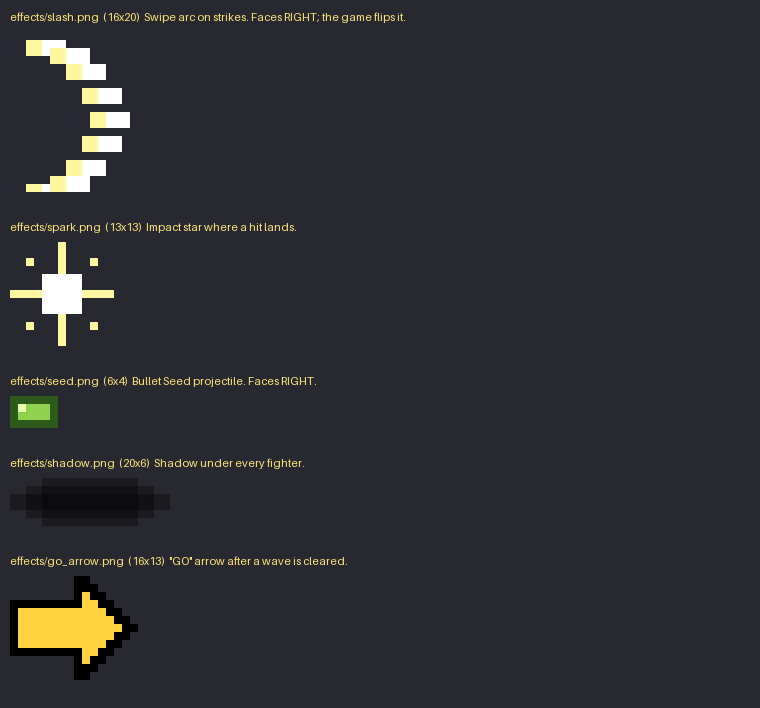 effects/slash.png (16x20) Swipe arc on strikes. Faces RIGHT; the game flips it.
effects/spark.png (13x13) Impact star where a hit lands.
effects/seed.png (6x4) Bullet Seed projectile. Faces RIGHT.
effects/shadow.png (20x6) Shadow under every fighter.
effects/go_arrow.png (16x13) "GO" arrow after a wave is cleared.